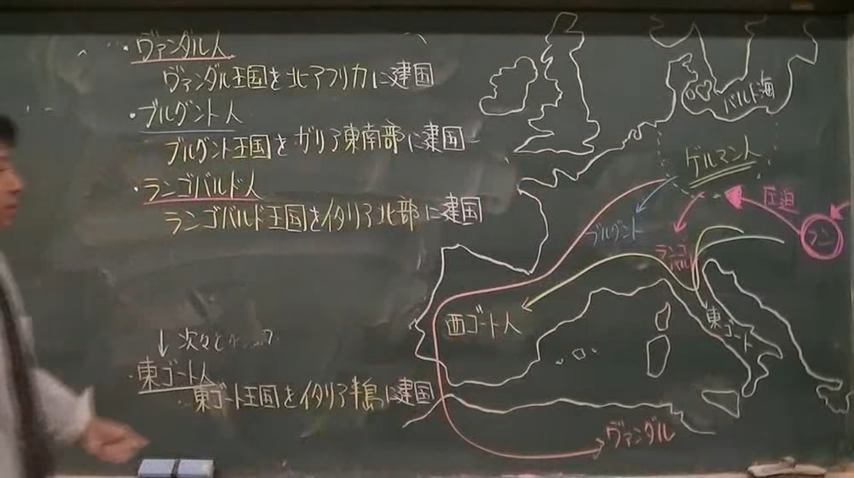 ・ヴァンダル人
ヴァンダル王国を北アフリカに建国
・ブルグント人
ブルグント王国をガリア東南部に建国
・ランゴバルド人
ランゴバルド王国をイタリア北部に建国
↓次々と
・東ゴート人
東ゴート王国をイタリア半島に建国
バルト海
ゲルマン人
圧迫
フン
ブルグント
ランゴ
バルド
西ゴート人
東ゴート
ヴァンダル